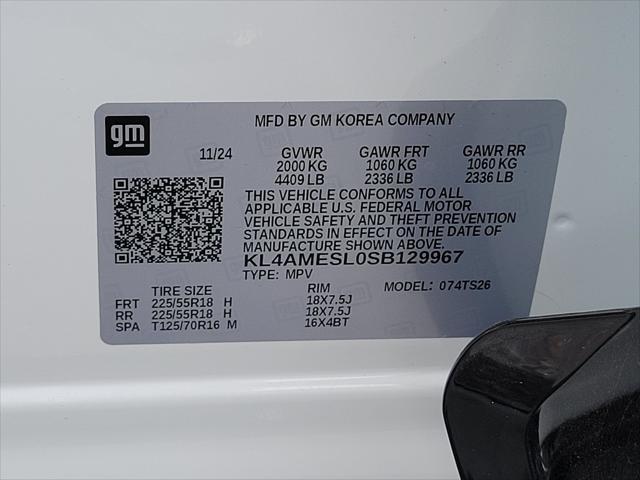 gm
MFD BY GM KOREA COMPANY
11/24 GVWR GAWR FRT GAWR RR
2000 KG 1060 KG 1060 KG
4409 LB 2336 LB 2336 LB
THIS VEHICLE CONFORMS TO ALL
APPLICABLE U.S. FEDERAL MOTOR
VEHICLE SAFETY AND THEFT PREVENTION
STANDARDS IN EFFECT ON THE DATE OF
MANUFACTURE SHOWN ABOVE.
KL4AMESL0SB129967
TYPE: MPV MODEL: 074TS26
TIRE SIZE RIM
FRT 225/55R18 H 18X7.5J
RR 225/55R18 H 18X7.5J
SPA T125/70R16 M 16X4BT